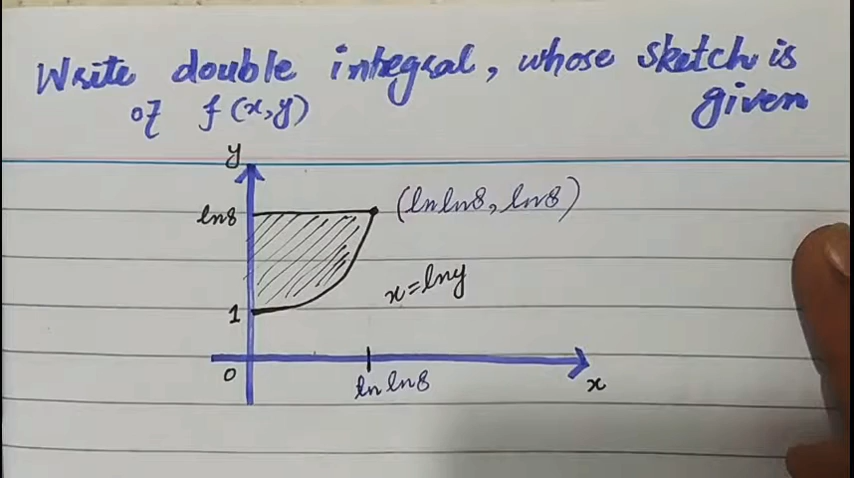 Write double integral, whose sketch is
of f(x,y) given
y
ln8
(lnln8, ln8)
x=lny
1
0
ln ln8
x